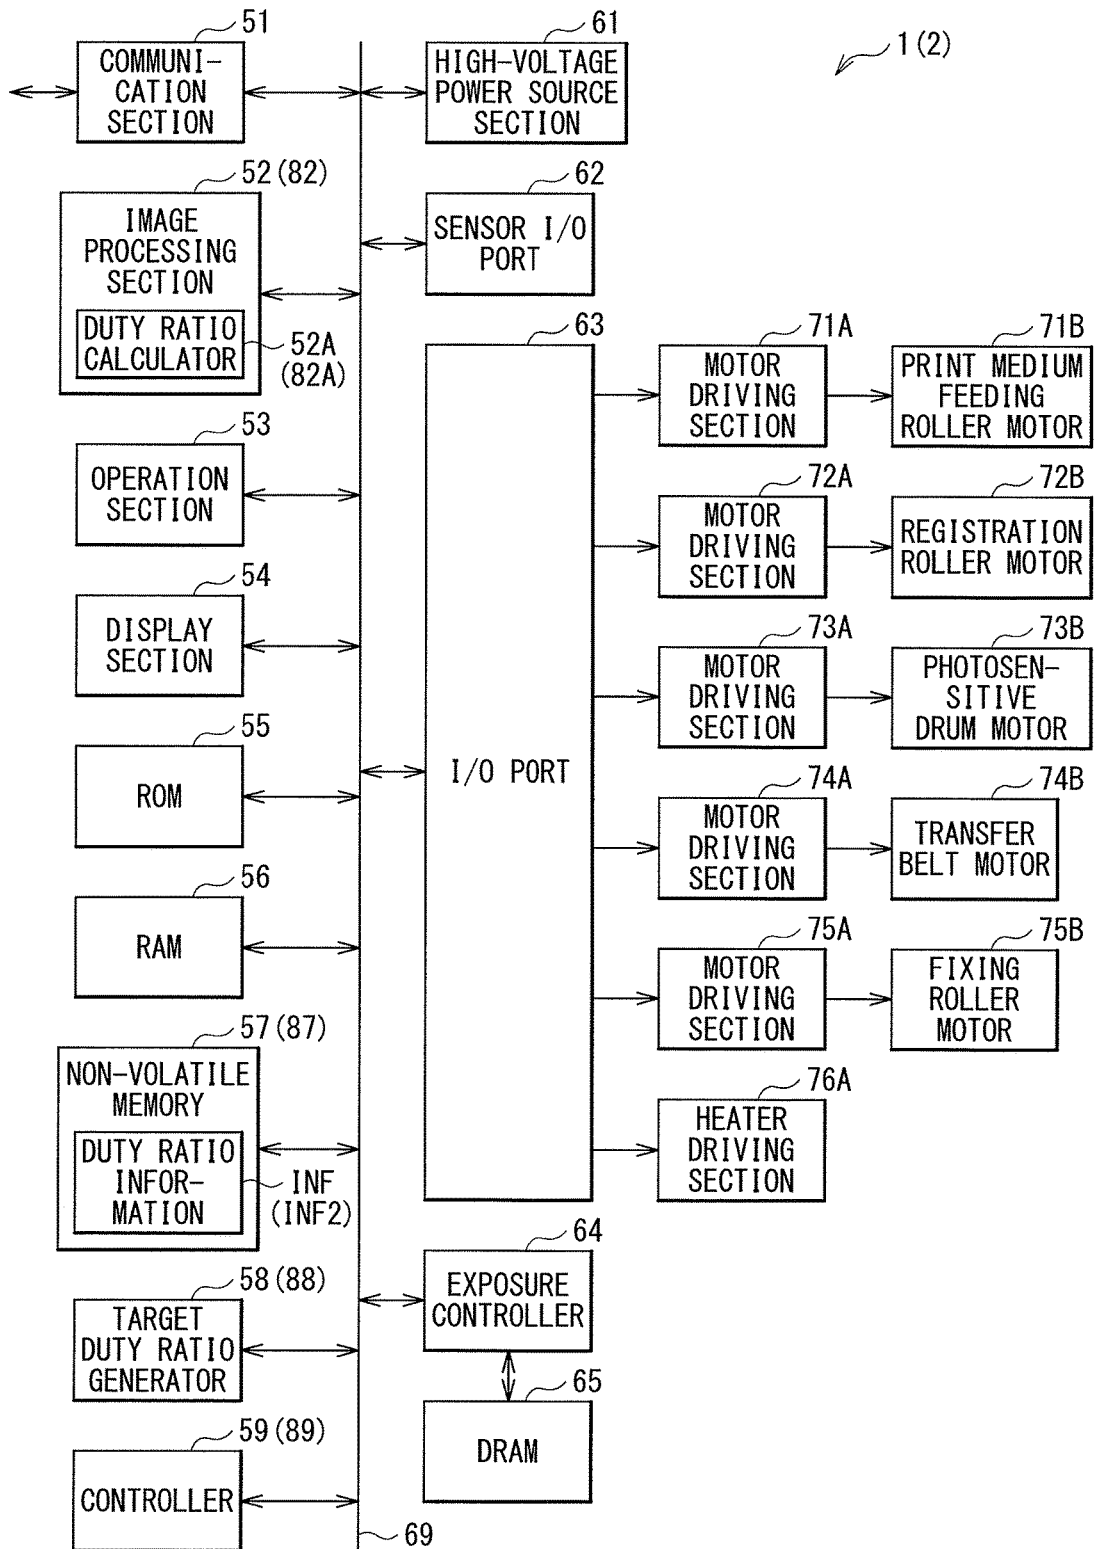 51
COMMUNI-
CATION
SECTION
61
HIGH-VOLTAGE
POWER SOURCE
SECTION
1(2)
52(82)
IMAGE
PROCESSING
SECTION
DUTY RATIO
CALCULATOR
52A
(82A)
62
SENSOR I/O
PORT
53
OPERATION
SECTION
54
DISPLAY
SECTION
55
ROM
56
RAM
57(87)
NON-VOLATILE
MEMORY
DUTY RATIO
INFOR-
MATION
INF
(INF2)
58(88)
TARGET
DUTY RATIO
GENERATOR
59(89)
CONTROLLER
69
63
I/O PORT
71A
MOTOR
DRIVING
SECTION
71B
PRINT MEDIUM
FEEDING
ROLLER MOTOR
72A
MOTOR
DRIVING
SECTION
72B
REGISTRATION
ROLLER MOTOR
73A
MOTOR
DRIVING
SECTION
73B
PHOTOSEN-
SITIVE
DRUM MOTOR
74A
MOTOR
DRIVING
SECTION
74B
TRANSFER
BELT MOTOR
75A
MOTOR
DRIVING
SECTION
75B
FIXING
ROLLER
MOTOR
76A
HEATER
DRIVING
SECTION
64
EXPOSURE
CONTROLLER
65
DRAM